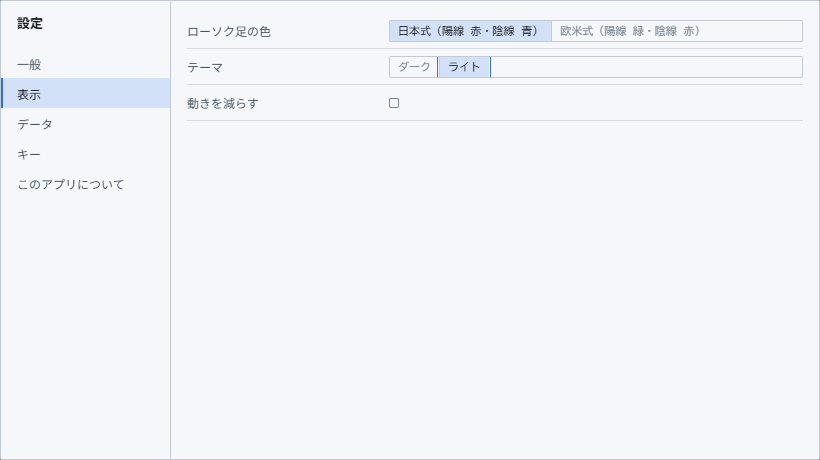 設定
一般
表示
データ
キー
このアプリについて
ローソク足の色
日本式（陽線 赤・陰線 青） 欧米式（陽線 緑・陰線 赤）
テーマ
ダーク ライト
動きを減らす